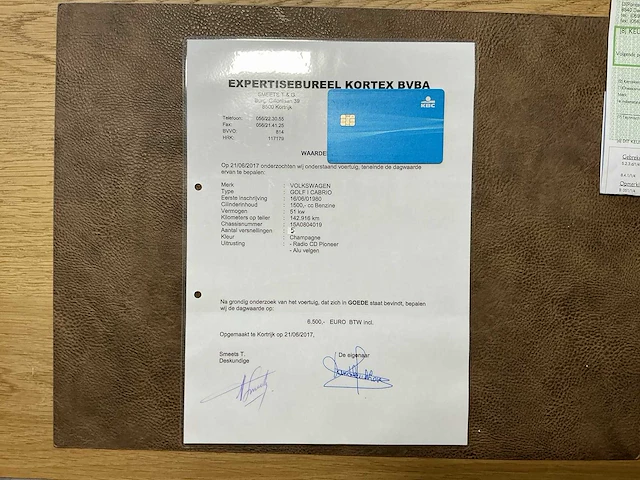 EXPERTISEBUREEL KORTEX BVBA
SMEETS T & G
8500 Kortrijk
Telefoon: 056/22.30.55
Fax: 056/21.41.25
BVVO: 814
HRK: 117179
KBC
WAARDE
Op 21/06/2017 onderzochten wij onderstaand voertuig, teneinde de dagwaarde
ervan te bepalen:
Merk : VOLKSWAGEN
Type : GOLF I CABRIO
Eerste inschrijving : 16/06/1980
Cilinderinhoud : 1500,- cc Benzine
Vermogen : 51 kw
Kilometers op teller : 142.916 km
Chassisnummer : 15A0804019
Aantal versnellingen : 5
Kleur : Champagne
Uitrusting : - Radio CD Pioneer
- Alu velgen
Na grondig onderzoek van het voertuig, dat zich in GOEDE staat bevindt, bepalen
wij de dagwaarde op:
8.500,- EURO BTW incl.
Opgemaakt te Kortrijk op 21/06/2017,
Smeets T. De eigenaar
Deskundige